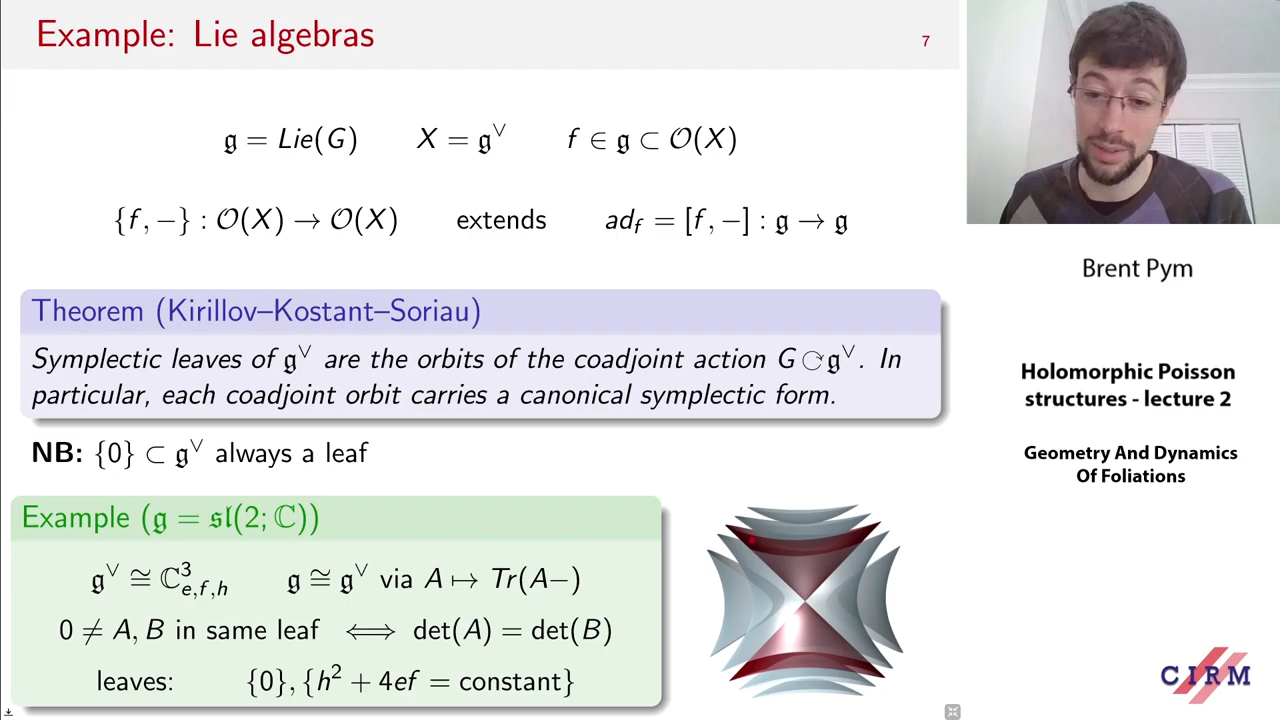 Example: Lie algebras
7
𝔤 = Lie(G) X = 𝔤^∨ f ∈ 𝔤 ⊂ 𝒪(X)
{f, −} : 𝒪(X) → 𝒪(X) extends ad_f = [f, −] : 𝔤 → 𝔤
Theorem (Kirillov–Kostant–Soriau)
Symplectic leaves of 𝔤^∨ are the orbits of the coadjoint action G ⟳ 𝔤^∨. In
particular, each coadjoint orbit carries a canonical symplectic form.
NB: {0} ⊂ 𝔤^∨ always a leaf
Example (𝔤 = 𝔰𝔩(2; ℂ))
𝔤^∨ ≅ ℂ³_{e,f,h} 𝔤 ≅ 𝔤^∨ via A ↦ Tr(A−)
0 ≠ A, B in same leaf ⟺ det(A) = det(B)
leaves: {0}, {h² + 4ef = constant}
Brent Pym
Holomorphic Poisson
structures - lecture 2
Geometry And Dynamics
Of Foliations
CIRM